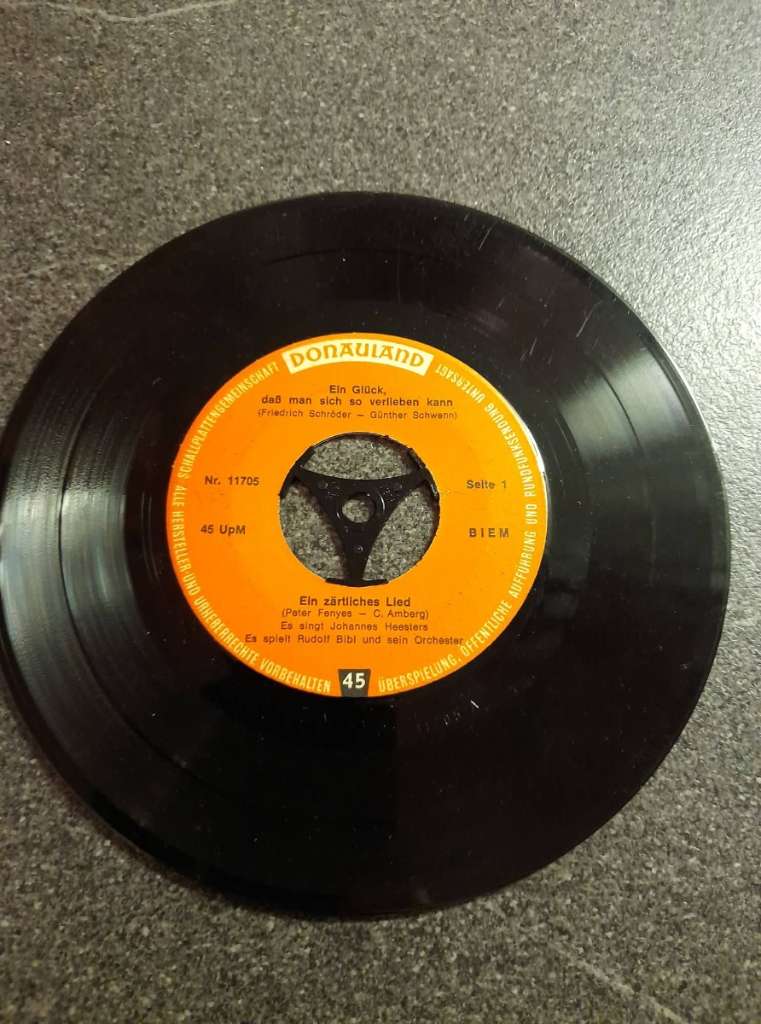 SCHALLPLATTENGEMEINSCHAFT DONAULAND
Ein Glück,
daß man sich so verlieben kann
(Friedrich Schröder – Günther Schwenn)
Nr. 11705
Seite 1
45 UpM
BIEM
Ein zärtliches Lied
(Peter Fenyes – C. Amberg)
Es singt Johannes Heesters
Es spielt Rudolf Bibl und sein Orchester
ALLE HERSTELLER- UND URHEBERRECHTE VORBEHALTEN
45
ÜBERSPIELUNG, ÖFFENTLICHE AUFFÜHRUNG UND RUNDFUNKSENDUNG UNTERSAGT